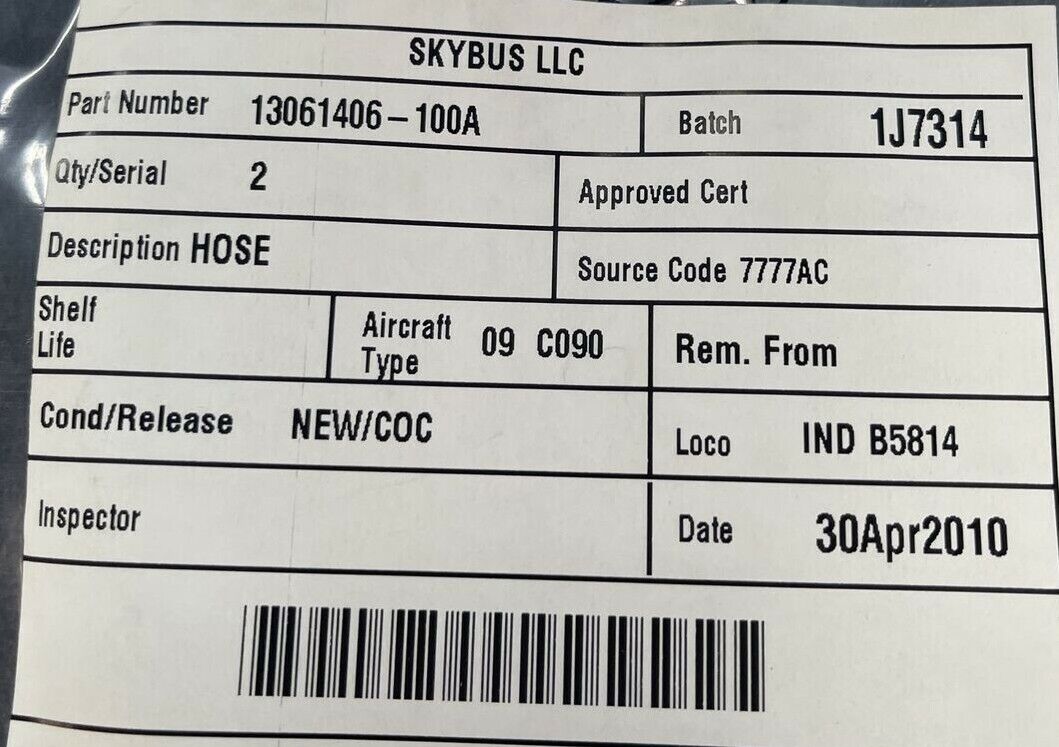 SKYBUS LLC
Part Number 13061406-100A Batch 1J7314
Qty/Serial 2 Approved Cert
Description HOSE Source Code 7777AC
Shelf Life Aircraft Type 09 C090 Rem. From
Cond/Release NEW/COC Loco IND B5814
Inspector Date 30Apr2010